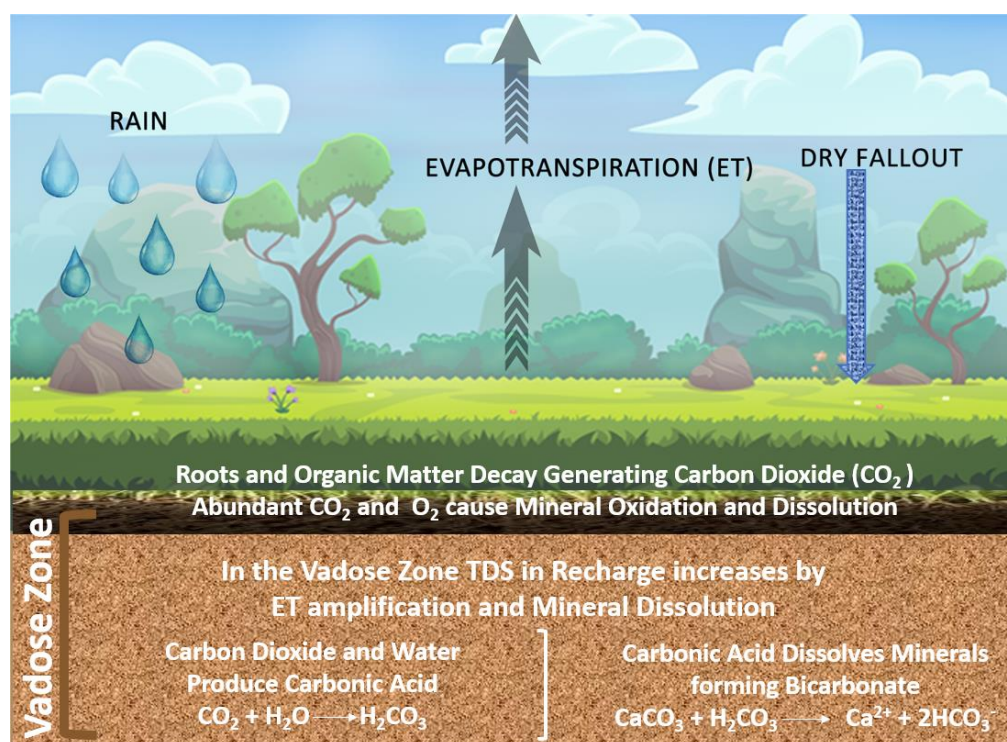 RAIN
EVAPOTRANSPIRATION (ET)
DRY FALLOUT
Roots and Organic Matter Decay Generating Carbon Dioxide (CO₂)
Abundant CO₂ and O₂ cause Mineral Oxidation and Dissolution
Vadose Zone
In the Vadose Zone TDS in Recharge increases by
ET amplification and Mineral Dissolution
Carbon Dioxide and Water
Produce Carbonic Acid
CO₂ + H₂O ⟶ H₂CO₃
Carbonic Acid Dissolves Minerals
forming Bicarbonate
CaCO₃ + H₂CO₃ ⟶ Ca²⁺ + 2HCO₃⁻